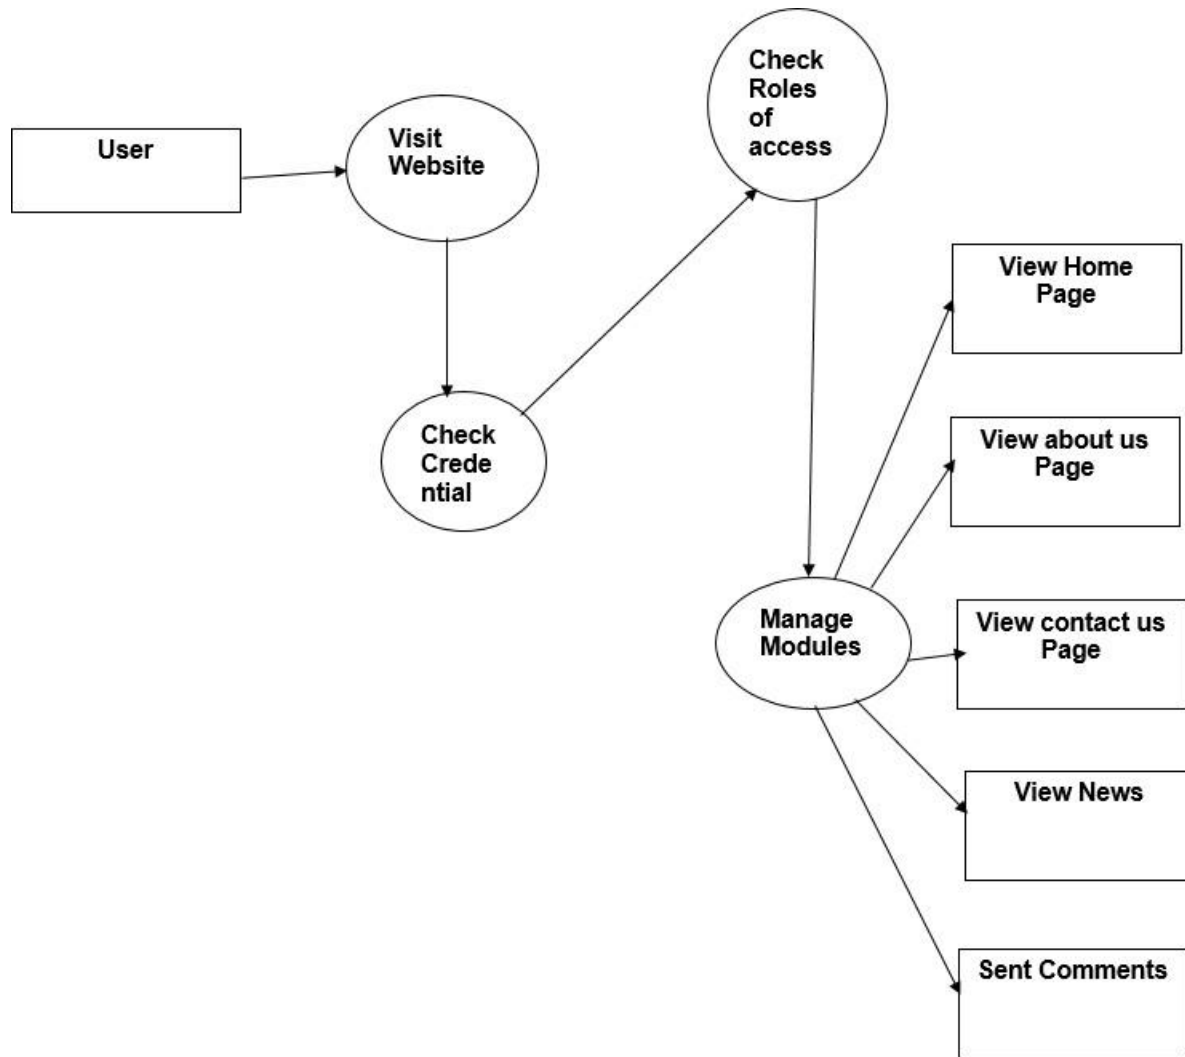 User
Visit
Website
Check
Roles
of
access
Check
Crede
ntial
Manage
Modules
View Home
Page
View about us
Page
View contact us
Page
View News
Sent Comments